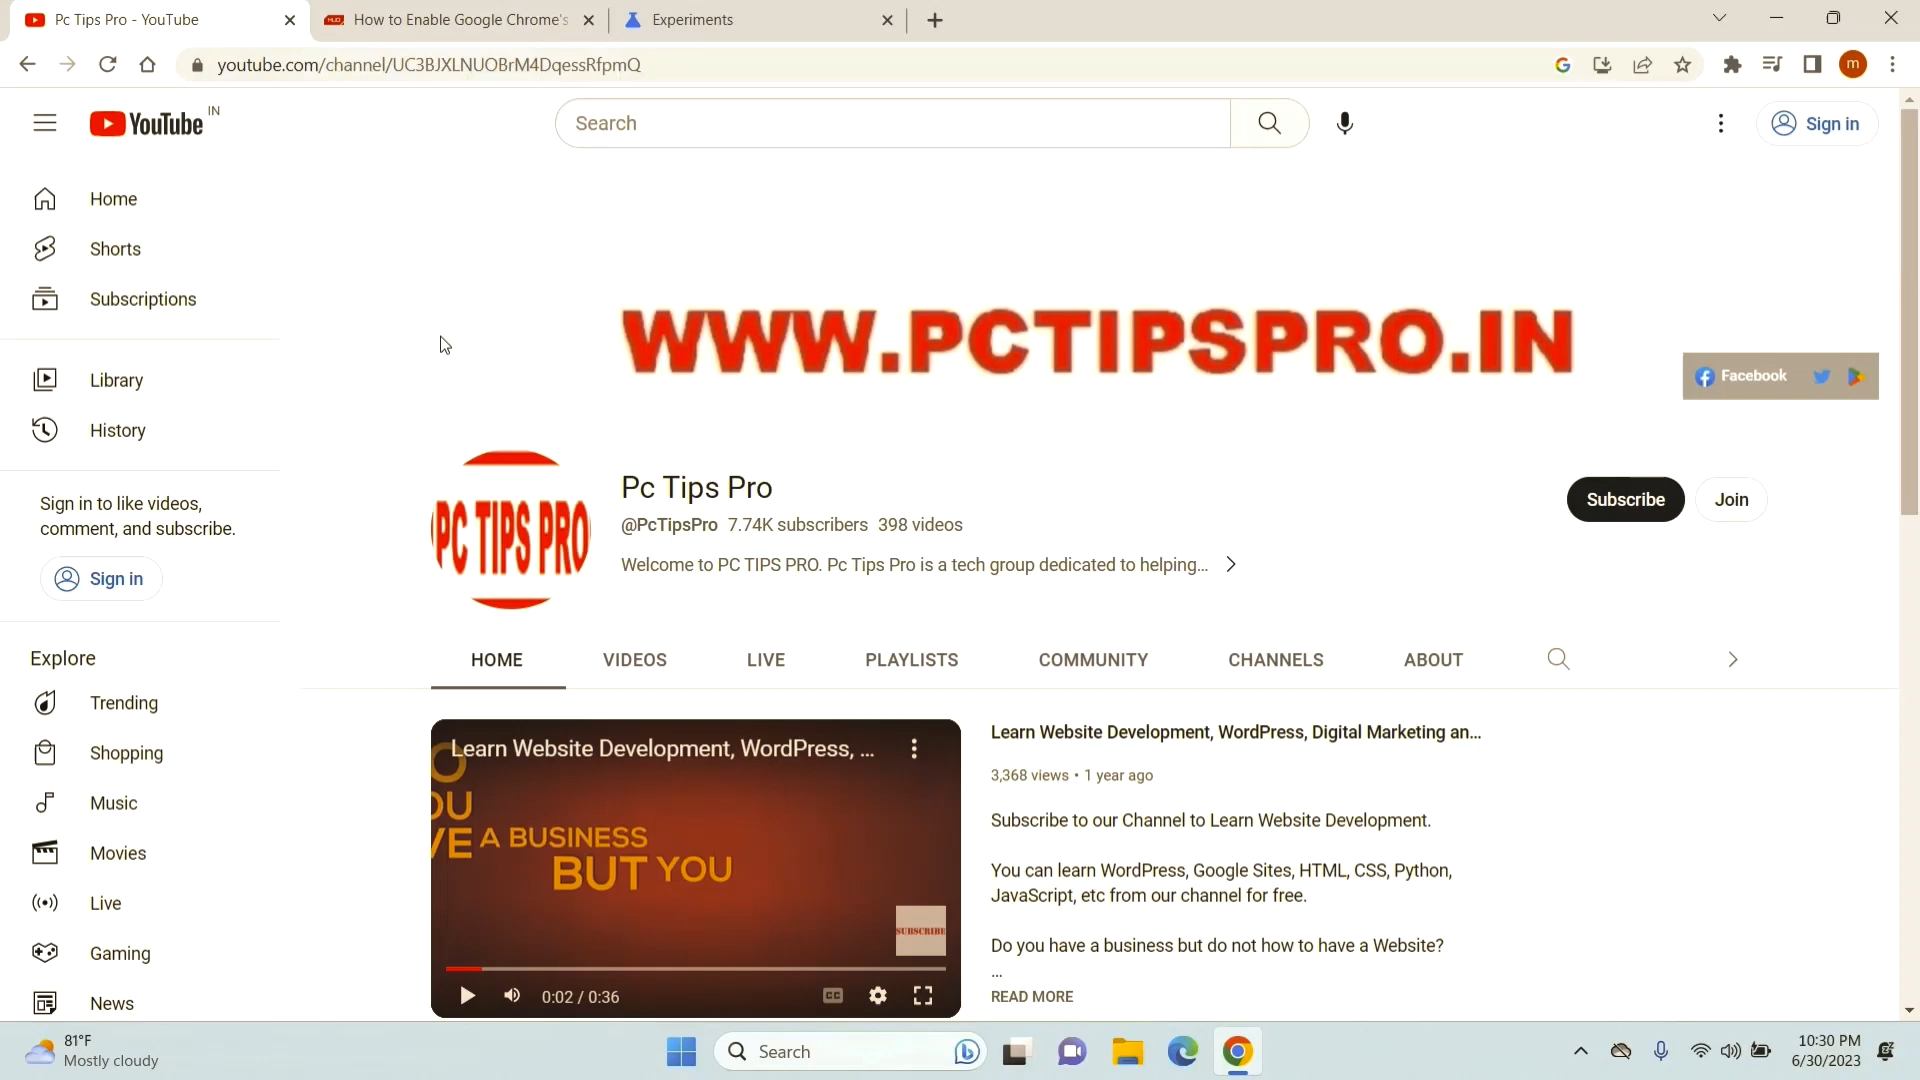 Pc Tips Pro - YouTube
How to Enable Google Chrome's
Experiments
youtube.com/channel/UC3BJXLNUOBrM4DqessRfpmQ
m
YouTube IN
Search
Sign in
Home
Shorts
Subscriptions
Library
History
Sign in to like videos,
comment, and subscribe.
Sign in
Explore
Trending
Shopping
Music
Movies
Live
Gaming
News
WWW.PCTIPSPRO.IN
Facebook
PC TIPS PRO
Pc Tips Pro
@PcTipsPro 7.74K subscribers 398 videos
Welcome to PC TIPS PRO. Pc Tips Pro is a tech group dedicated to helping...
Subscribe
Join
HOME VIDEOS LIVE PLAYLISTS COMMUNITY CHANNELS ABOUT
Learn Website Development, WordPress, ...
A BUSINESS
BUT YOU
SUBSCRIBE
0:02 / 0:36
CC
Learn Website Development, WordPress, Digital Marketing an...
3,368 views • 1 year ago
Subscribe to our Channel to Learn Website Development.
You can learn WordPress, Google Sites, HTML, CSS, Python,
JavaScript, etc from our channel for free.
Do you have a business but do not how to have a Website?
...
READ MORE
81°F
Mostly cloudy
Search
10:30 PM
6/30/2023